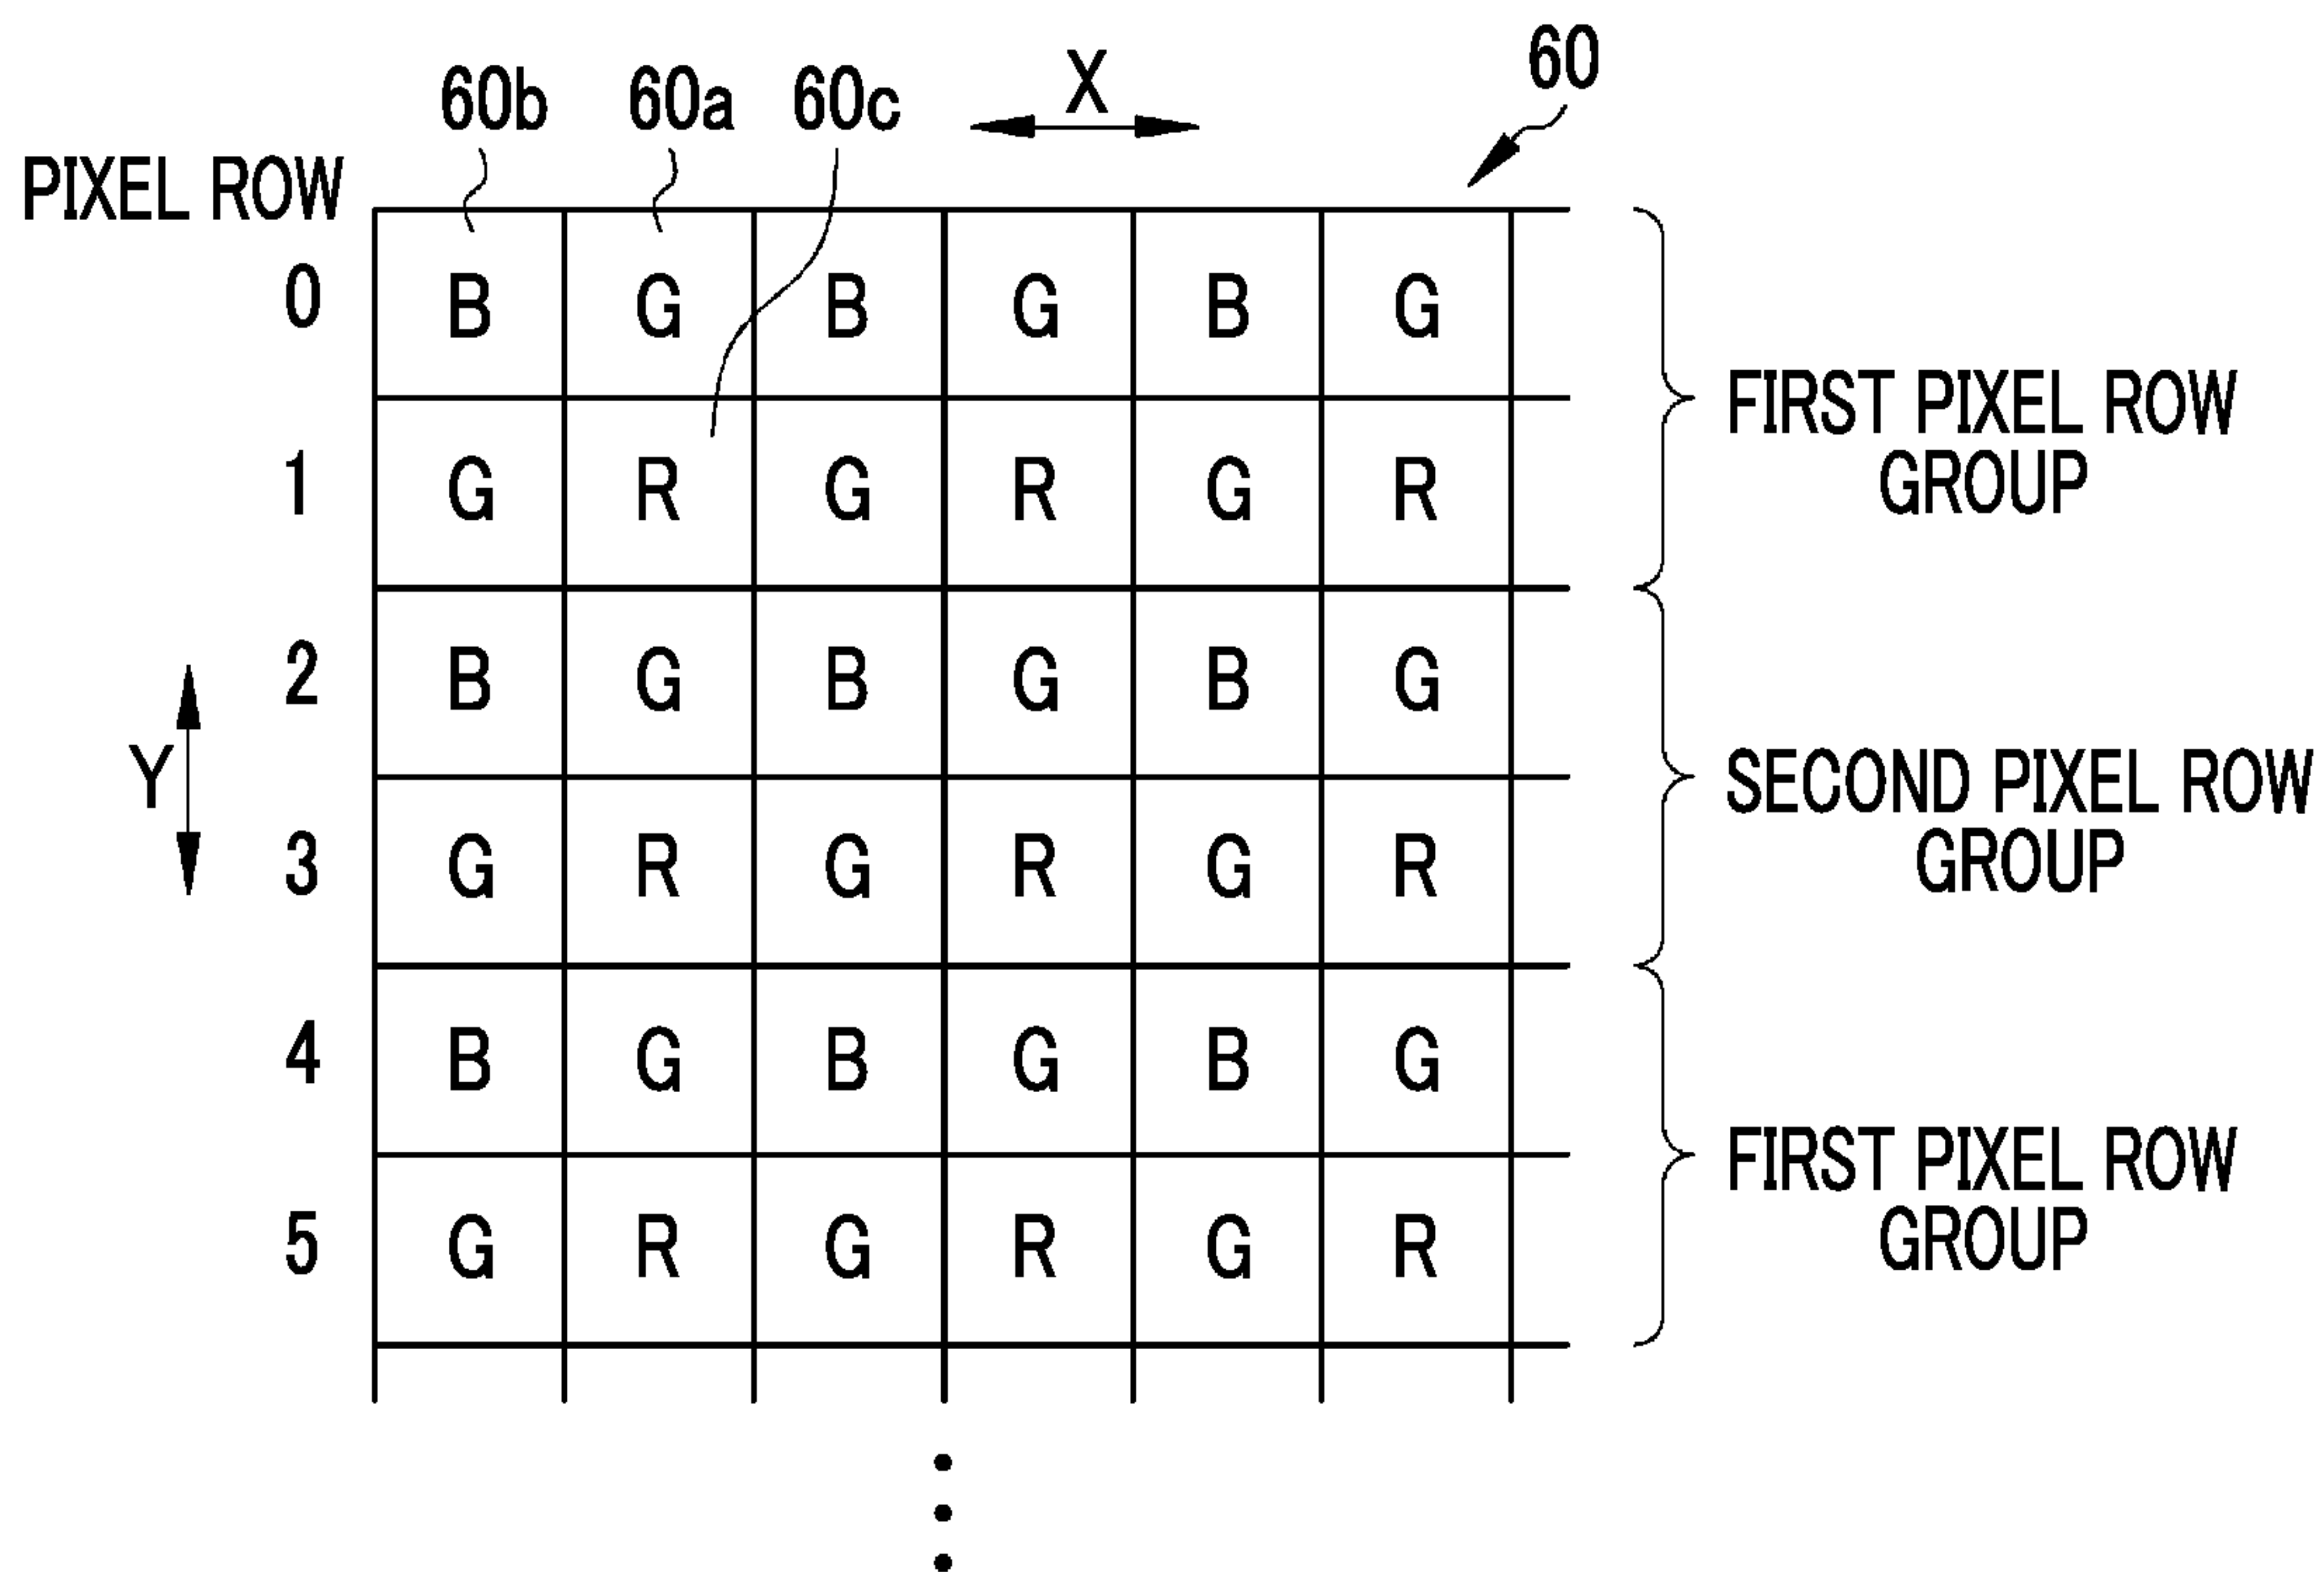 60
60b 60a 60c X
PIXEL ROW
0 B G B G B G
FIRST PIXEL ROW
GROUP
1 G R G R G R
2 B G B G B G
Y
SECOND PIXEL ROW
GROUP
3 G R G R G R
4 B G B G B G
FIRST PIXEL ROW
GROUP
5 G R G R G R